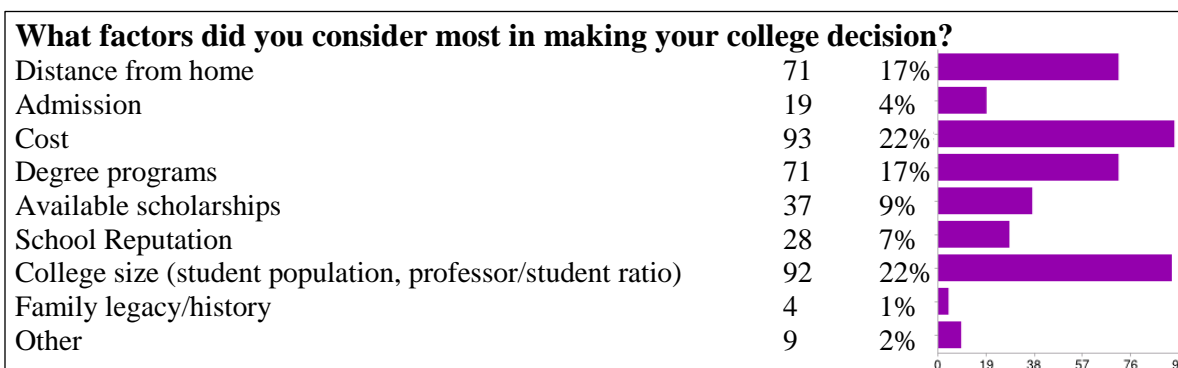 What factors did you consider most in making your college decision?
Distance from home 71 17%
Admission 19 4%
Cost 93 22%
Degree programs 71 17%
Available scholarships 37 9%
School Reputation 28 7%
College size (student population, professor/student ratio) 92 22%
Family legacy/history 4 1%
Other 9 2%
0 19 38 57 76